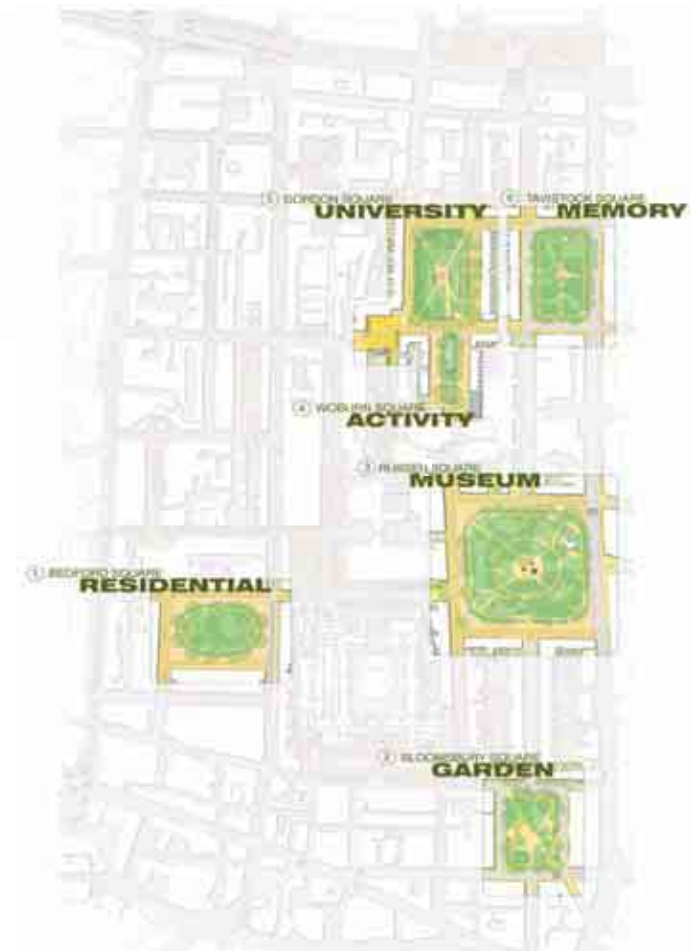 5 GORDON SQUARE
UNIVERSITY
6 TAVISTOCK SQUARE
MEMORY
4 WOBURN SQUARE
ACTIVITY
3 RUSSELL SQUARE
MUSEUM
1 BEDFORD SQUARE
RESIDENTIAL
2 BLOOMSBURY SQUARE
GARDEN